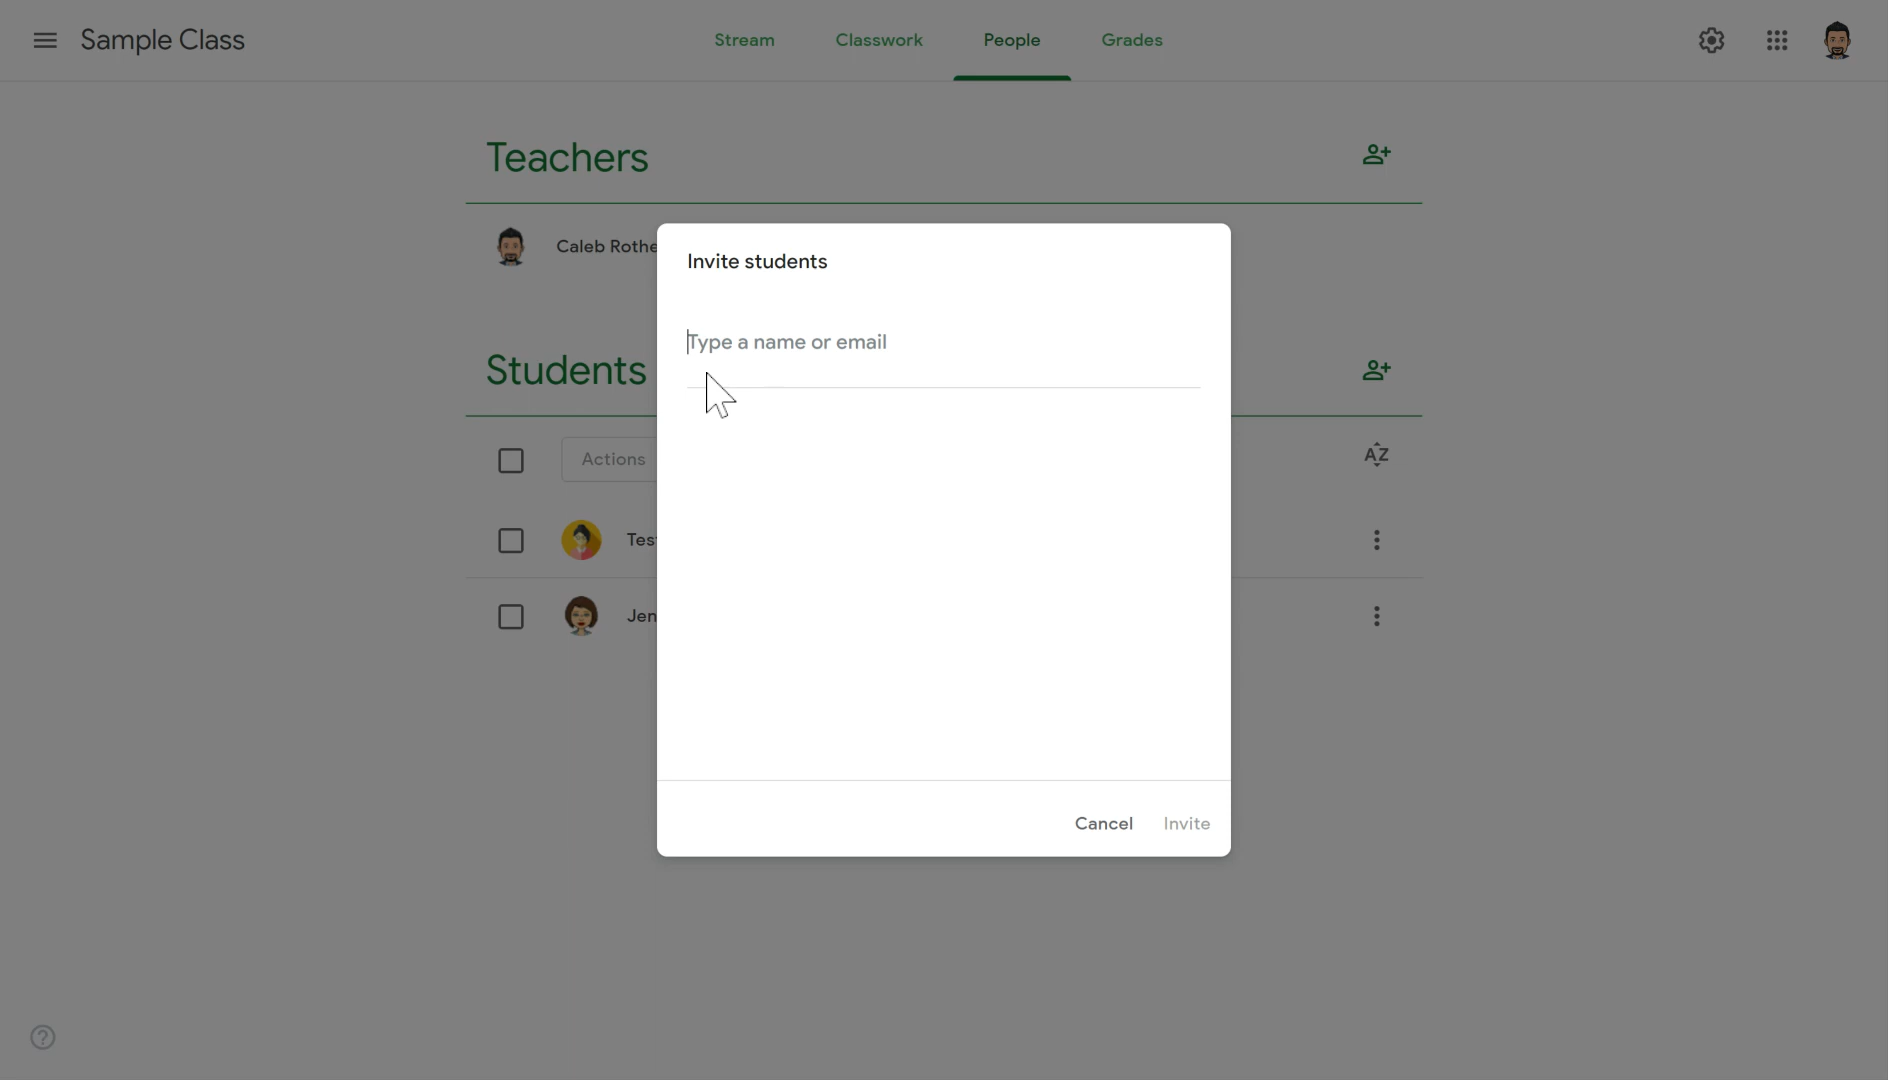 Sample Class
Stream
Classwork
People
Grades
Teachers
Caleb Rothe
Invite students
Type a name or email
Students
Actions
AZ
Tes
Jen
Cancel
Invite
?